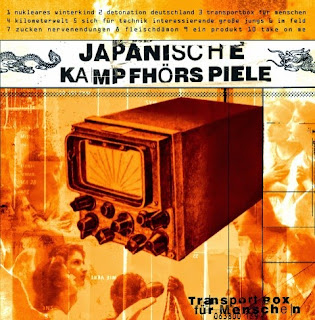 1 nukleares winterkind 2 detonation deutschland 3 transportbox für menschen
4 kilometerwelt 5 sich für technik interessierende große jungs 6 im feld
7 zucken nervenendungen 8 fleischdämon 9 ein produkt 10 take on me
JAPANISCHE
KAMPFHÖRSPIELE
Transportbox
für Menschen